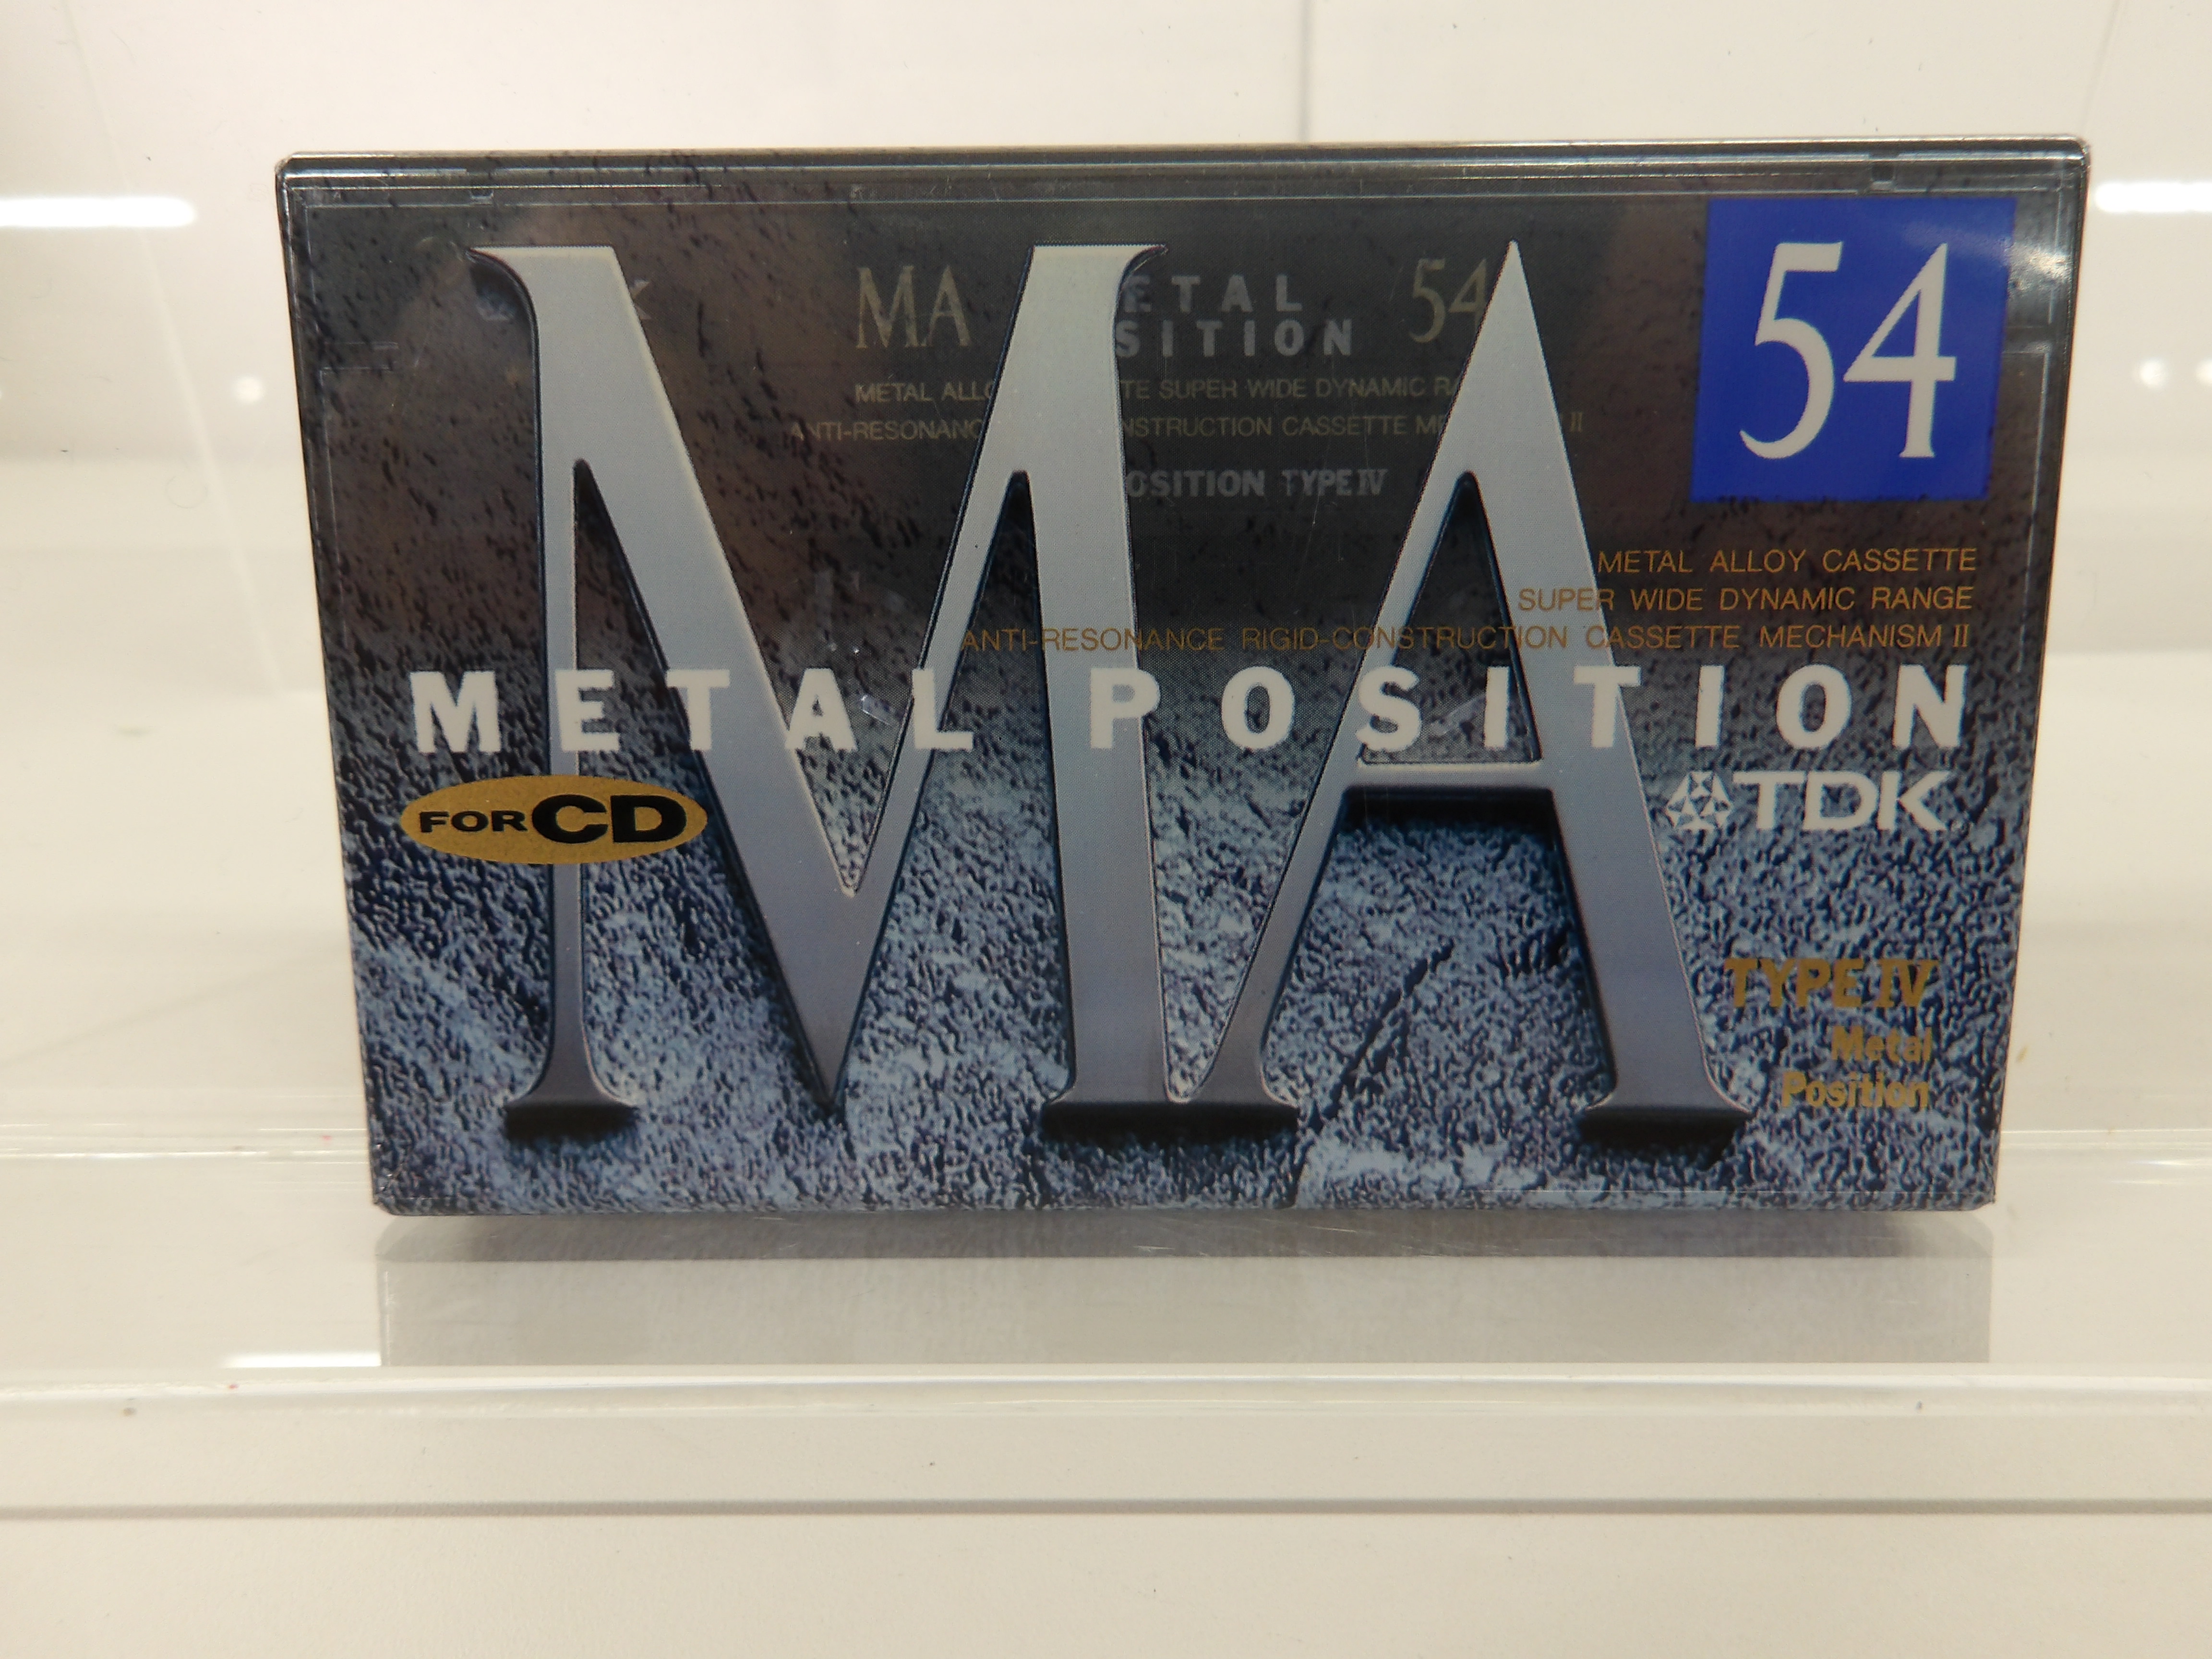 MA
54
MA ETAL 54
SITION
METAL TE SUPER WIDE DYNAMIC
ANTI-RESONANC NSTRUCTION CASSETTE II
OSITION TYPE IV
METAL ALLOY CASSETTE
SUPER WIDE DYNAMIC RANGE
ANTI-RESONANCE RIGID-CONSTRUCTION CASSETTE MECHANISM II
METAL POSITION
FOR CD
TDK
TYPE IV
Metal
Position